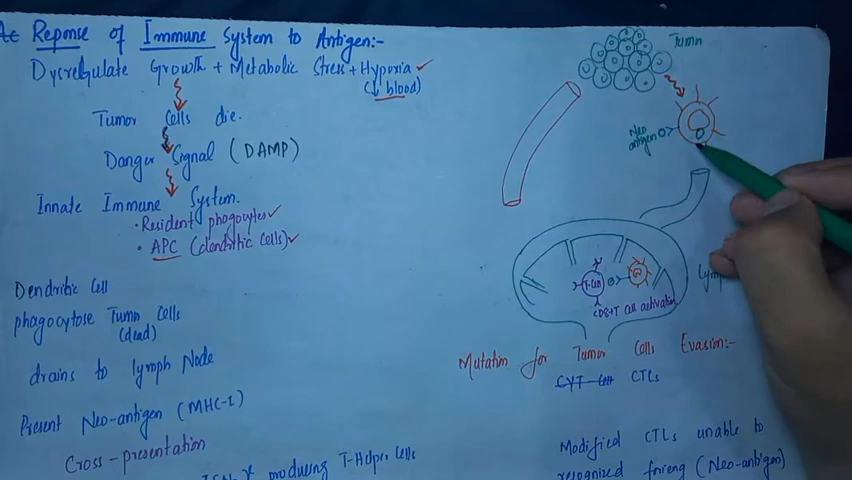 Reponse of Immune System to Antigen:-
Dysregulate Growth + Metabolic Stress + Hypoxia
(↓ blood)
Tumor Cells die.
Danger Signal (DAMP)
Innate Immune System.
• Resident phagocytes
• APC (dendritic cells)
Dendritic Cell
phagocytose Tumor Cells
(dead)
drains to lymph Node
Present Neo-antigen (MHC-I)
Cross-presentation
producing T-Helper Cells
Tumor
Neo
antigen
T-Cell
CD8+T Cell activation
Lymp
Mutation for Tumor Cells Evasion:-
CTLs
Modified CTLs unable to
(Neo-antigen)